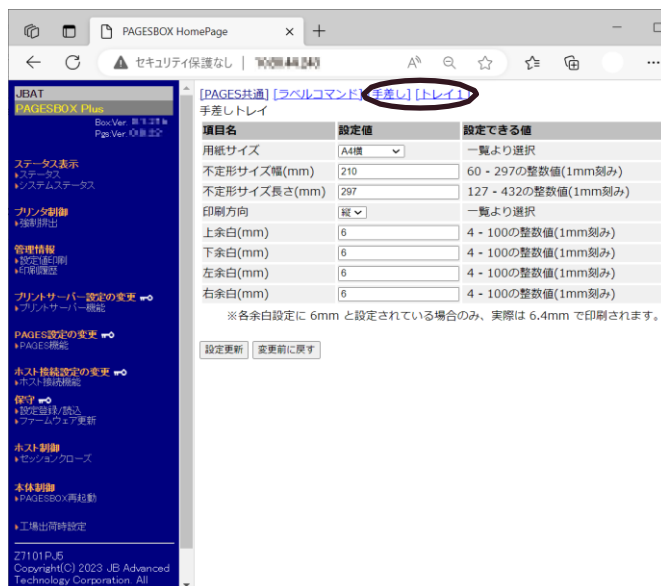 PAGESBOX HomePage
セキュリティ保護なし
JBAT
PAGESBOX Plus
Box:Ver.
Pgs:Ver.
ステータス表示
ステータス
システムステータス
プリンタ制御
強制排出
管理情報
設定値印刷
印刷履歴
プリントサーバー設定の変更
プリントサーバー機能
PAGES設定の変更
PAGES機能
ホスト接続設定の変更
ホスト接続機能
保守
設定登録/読込
ファームウェア更新
ホスト制御
セッションクローズ
本体制御
PAGESBOX再起動
工場出荷時設定
Z7101PJ5
Copyright(C) 2023 JB Advanced
Technology Corporation. All
[PAGES共通] [ラベルコマンド] [手差し] [トレイ1]
手差しトレイ
項目名 設定値 設定できる値
用紙サイズ A4横 一覧より選択
不定形サイズ幅(mm) 210 60 - 297の整数値(1mm刻み)
不定形サイズ長さ(mm) 297 127 - 432の整数値(1mm刻み)
印刷方向 縦 一覧より選択
上余白(mm) 6 4 - 100の整数値(1mm刻み)
下余白(mm) 6 4 - 100の整数値(1mm刻み)
左余白(mm) 6 4 - 100の整数値(1mm刻み)
右余白(mm) 6 4 - 100の整数値(1mm刻み)
※各余白設定に 6mm と設定されている場合のみ、実際は 6.4mm で印刷されます。
設定更新 変更前に戻す